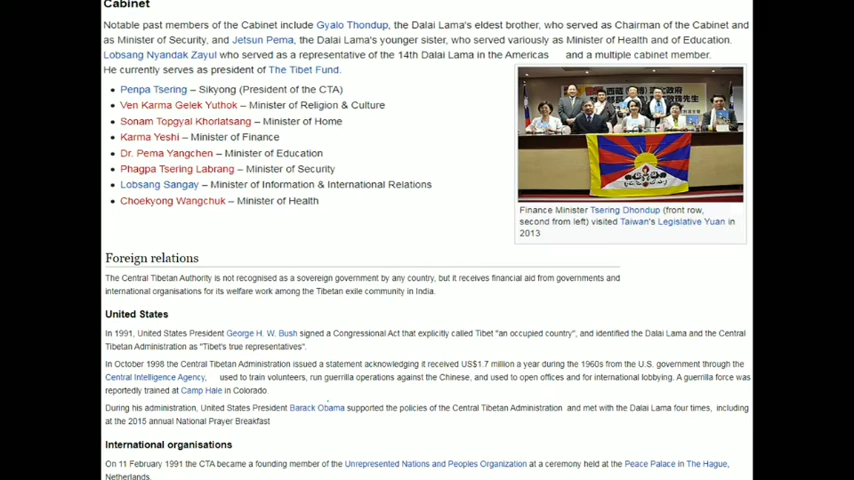 Cabinet
Notable past members of the Cabinet include Gyalo Thondup, the Dalai Lama's eldest brother, who served as Chairman of the Cabinet and
as Minister of Security, and Jetsun Pema, the Dalai Lama's younger sister, who served variously as Minister of Health and of Education.
Lobsang Nyandak Zayul who served as a representative of the 14th Dalai Lama in the Americas and a multiple cabinet member.
He currently serves as president of The Tibet Fund.
Penpa Tsering – Sikyong (President of the CTA)
Ven Karma Gelek Yuthok – Minister of Religion & Culture
Sonam Topgyal Khorlatsang – Minister of Home
Karma Yeshi – Minister of Finance
Dr. Pema Yangchen – Minister of Education
Phagpa Tsering Labrang – Minister of Security
Lobsang Sangay – Minister of Information & International Relations
Choekyong Wangchuk – Minister of Health
Finance Minister Tsering Dhondup (front row,
second from left) visited Taiwan's Legislative Yuan in
2013
Foreign relations
The Central Tibetan Authority is not recognised as a sovereign government by any country, but it receives financial aid from governments and
international organisations for its welfare work among the Tibetan exile community in India.
United States
In 1991, United States President George H. W. Bush signed a Congressional Act that explicitly called Tibet "an occupied country", and identified the Dalai Lama and the Central
Tibetan Administration as "Tibet's true representatives".
In October 1998 the Central Tibetan Administration issued a statement acknowledging it received US$1.7 million a year during the 1960s from the U.S. government through the
Central Intelligence Agency, used to train volunteers, run guerrilla operations against the Chinese, and used to open offices and for international lobbying. A guerrilla force was
reportedly trained at Camp Hale in Colorado.
During his administration, United States President Barack Obama supported the policies of the Central Tibetan Administration and met with the Dalai Lama four times, including
at the 2015 annual National Prayer Breakfast
International organisations
On 11 February 1991 the CTA became a founding member of the Unrepresented Nations and Peoples Organization at a ceremony held at the Peace Palace in The Hague,
Netherlands.